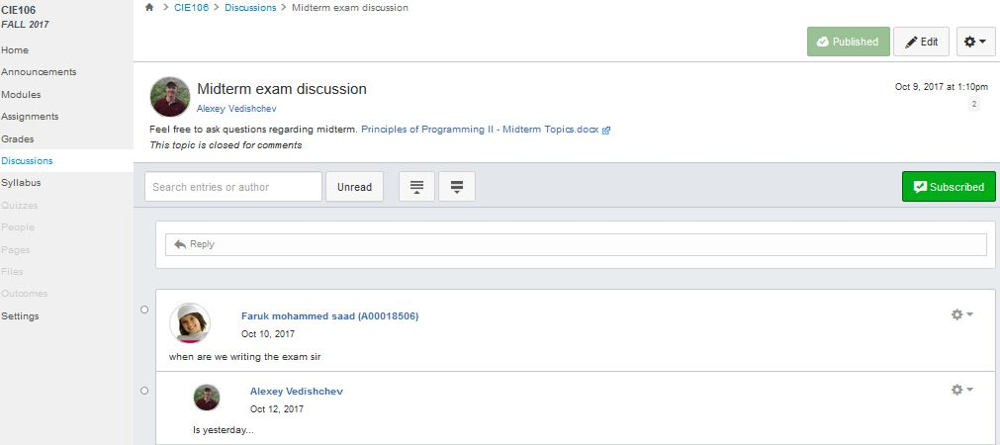 CIE106
FALL 2017
Home
Announcements
Modules
Assignments
Grades
Discussions
Syllabus
Quizzes
People
Pages
Files
Outcomes
Settings
CIE106 > Discussions > Midterm exam discussion
Published
Edit
Midterm exam discussion
Oct 9, 2017 at 1:10pm
Alexey Vedishchev
2
Feel free to ask questions regarding midterm. Principles of Programming II - Midterm Topics.docx
This topic is closed for comments
Search entries or author
Unread
Subscribed
Reply
Faruk mohammed saad (A00018506)
Oct 10, 2017
when are we writing the exam sir
Alexey Vedishchev
Oct 12, 2017
Is yesterday...